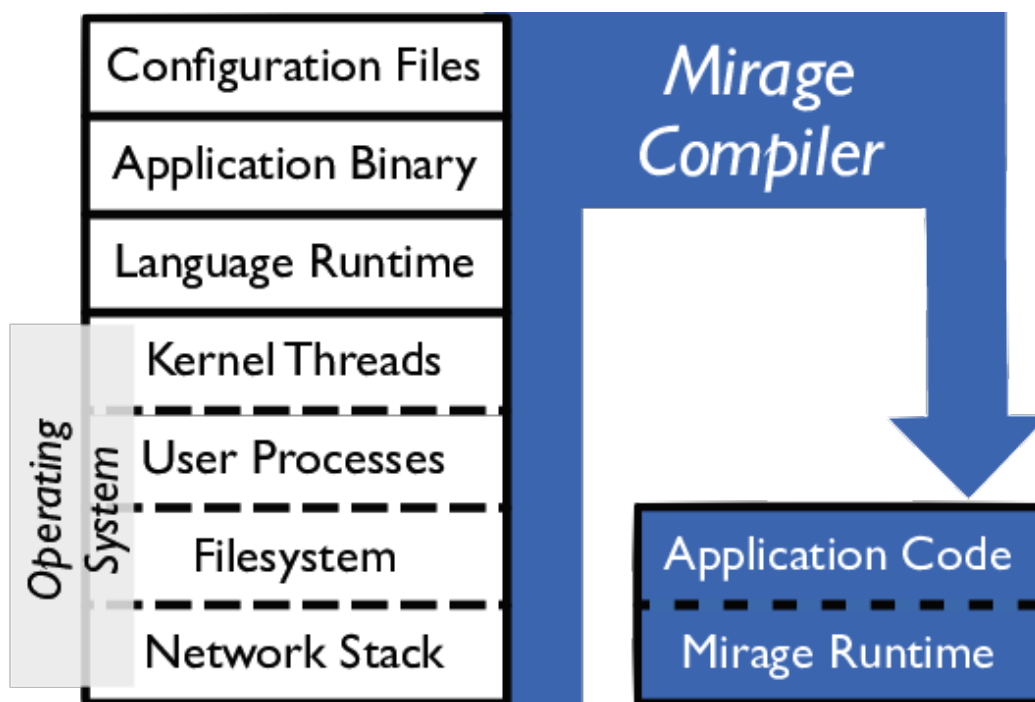 Configuration Files
Application Binary
Language Runtime
Kernel Threads
User Processes
Filesystem
Network Stack
Operating
System
Mirage
Compiler
Application Code
Mirage Runtime